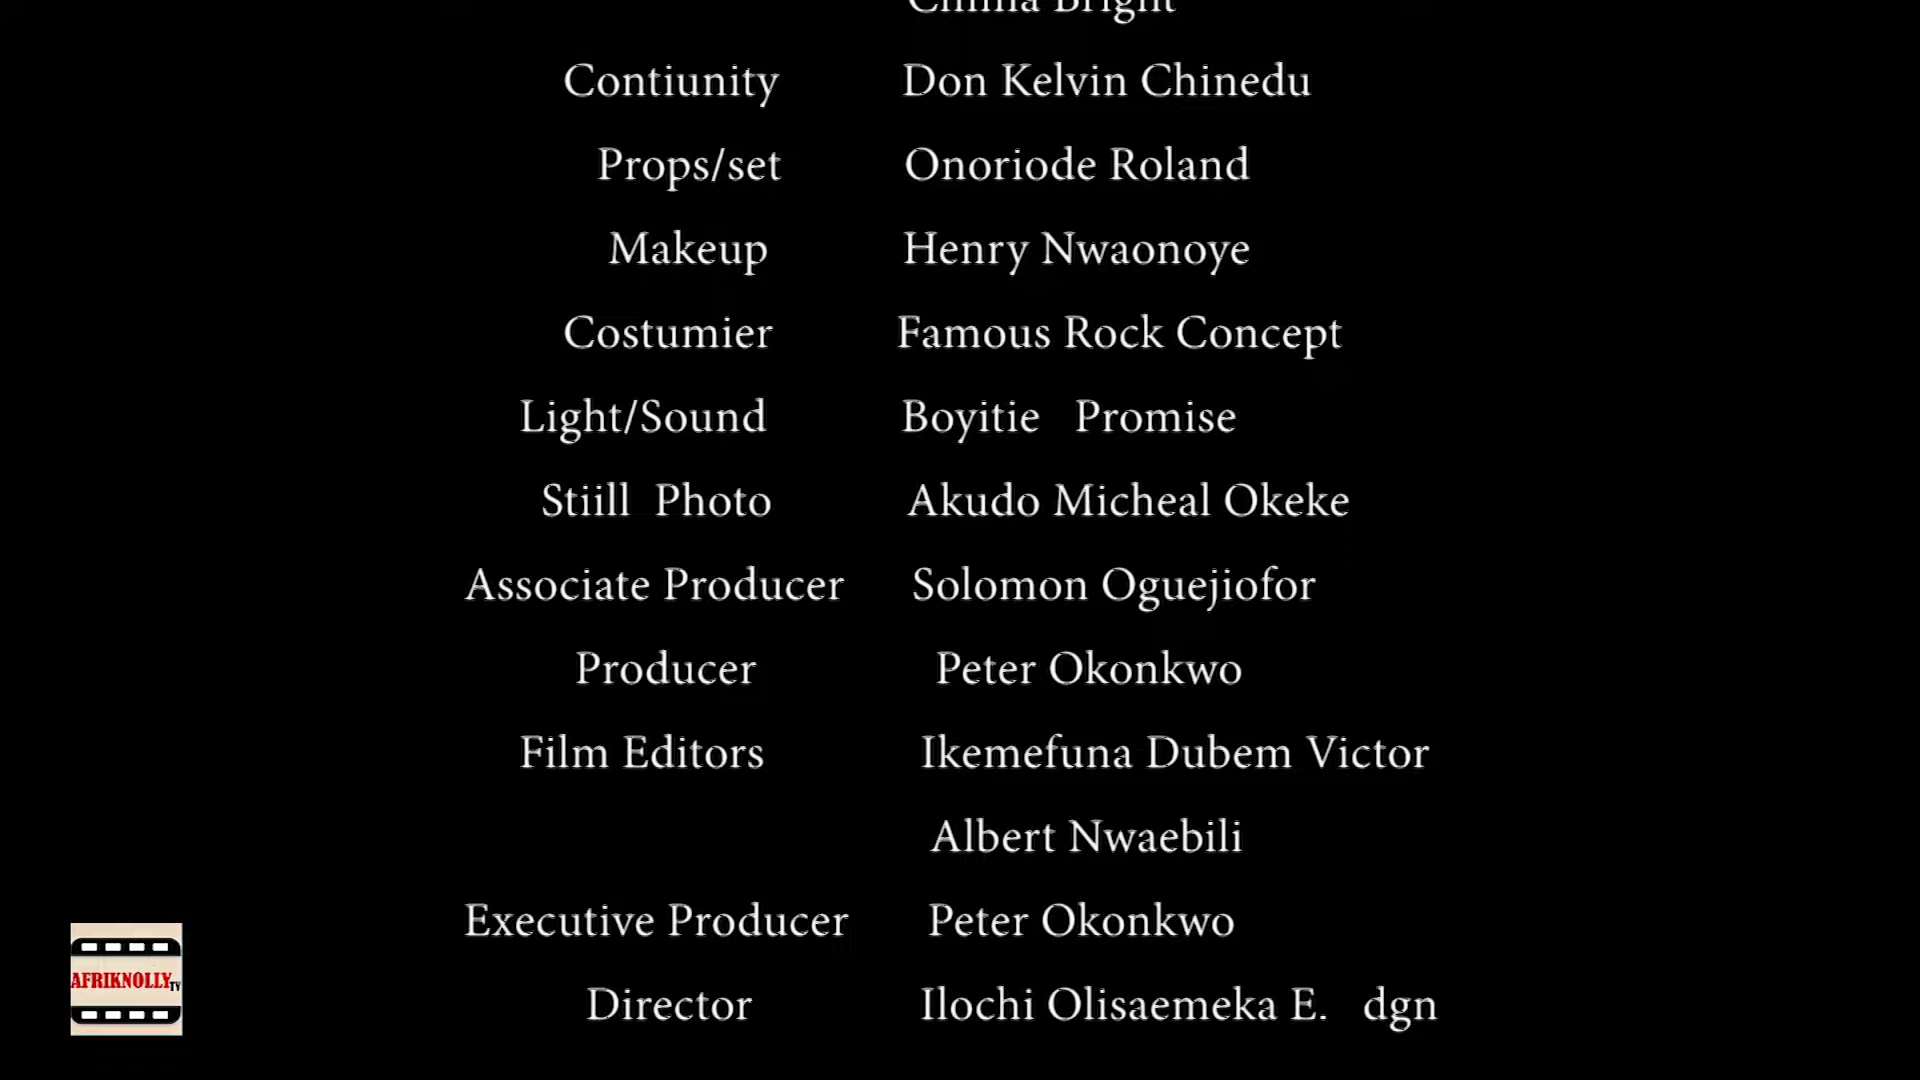 Bright
Contiunity Don Kelvin Chinedu
Props/set Onoriode Roland
Makeup Henry Nwaonoye
Costumier Famous Rock Concept
Light/Sound Boyitie Promise
Stiill Photo Akudo Micheal Okeke
Associate Producer Solomon Oguejiofor
Producer Peter Okonkwo
Film Editors Ikemefuna Dubem Victor
Albert Nwaebili
Executive Producer Peter Okonkwo
AFRIKNOLLY TV
Director Ilochi Olisaemeka E. dgn